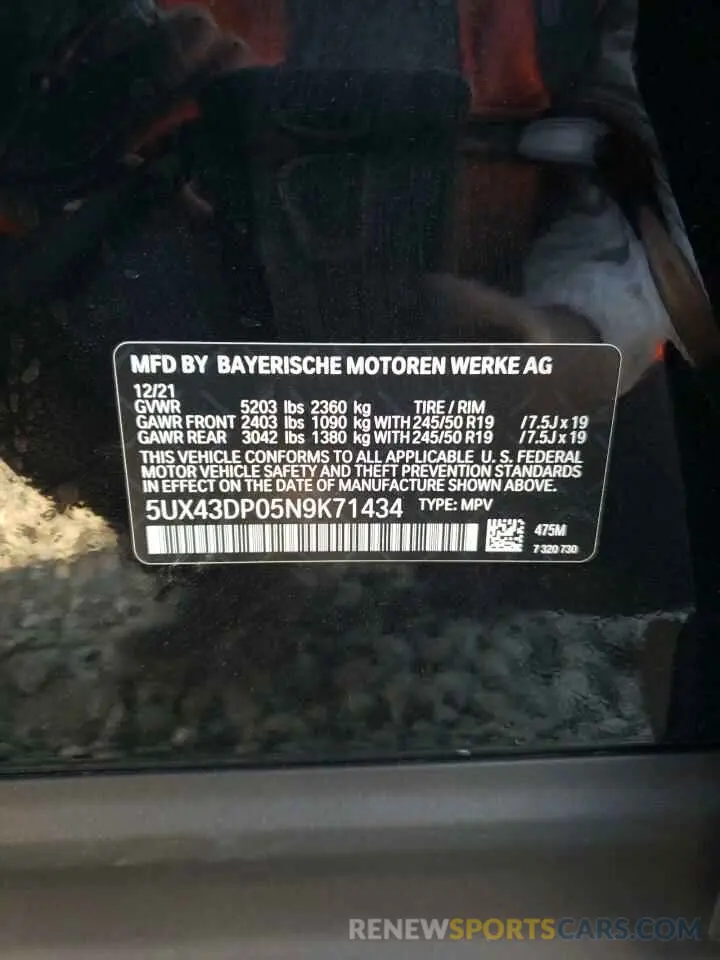 MFD BY BAYERISCHE MOTOREN WERKE AG
12/21
GVWR 5203 lbs 2360 kg TIRE / RIM
GAWR FRONT 2403 lbs 1090 kg WITH 245/50 R19 /7.5J x 19
GAWR REAR 3042 lbs 1380 kg WITH 245/50 R19 /7.5J x 19
THIS VEHICLE CONFORMS TO ALL APPLICABLE U. S. FEDERAL
MOTOR VEHICLE SAFETY AND THEFT PREVENTION STANDARDS
IN EFFECT ON THE DATE OF MANUFACTURE SHOWN ABOVE.
5UX43DP05N9K71434 TYPE: MPV
475M
7 320 730
RENEWSPORTSCARS.COM